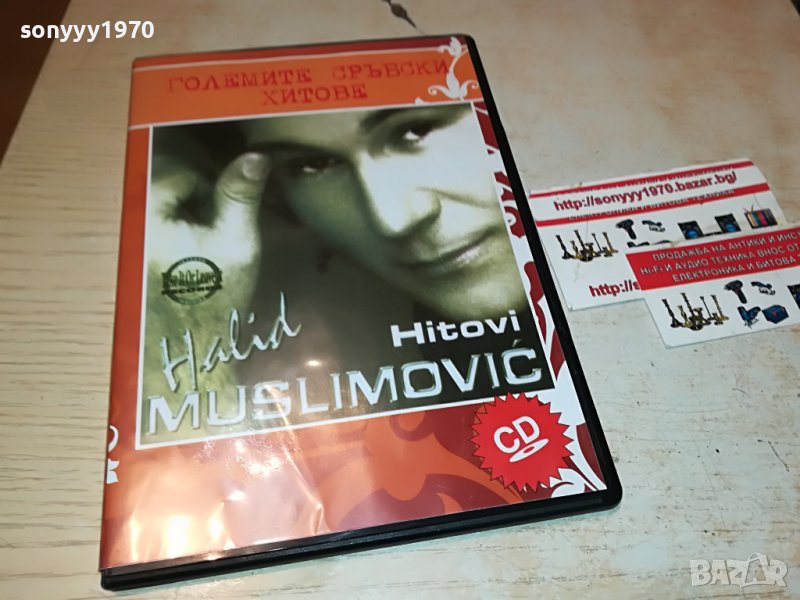 sonyyy1970
ГОЛЕМИТЕ СРЪБСКИ
ХИТОВЕ
Halid
Hitovi
MUSLIMOVIĆ
CD
http://sonyyy1970.bazar.bg/
ПРОДАЖБА НА АНТИКИ И ИНС
Hi-Fi И АУДИО ТЕХНИКА ВНОС ОТ
ЕЛЕКТРОНИКА И БИТОВА
http://s
BAZAR